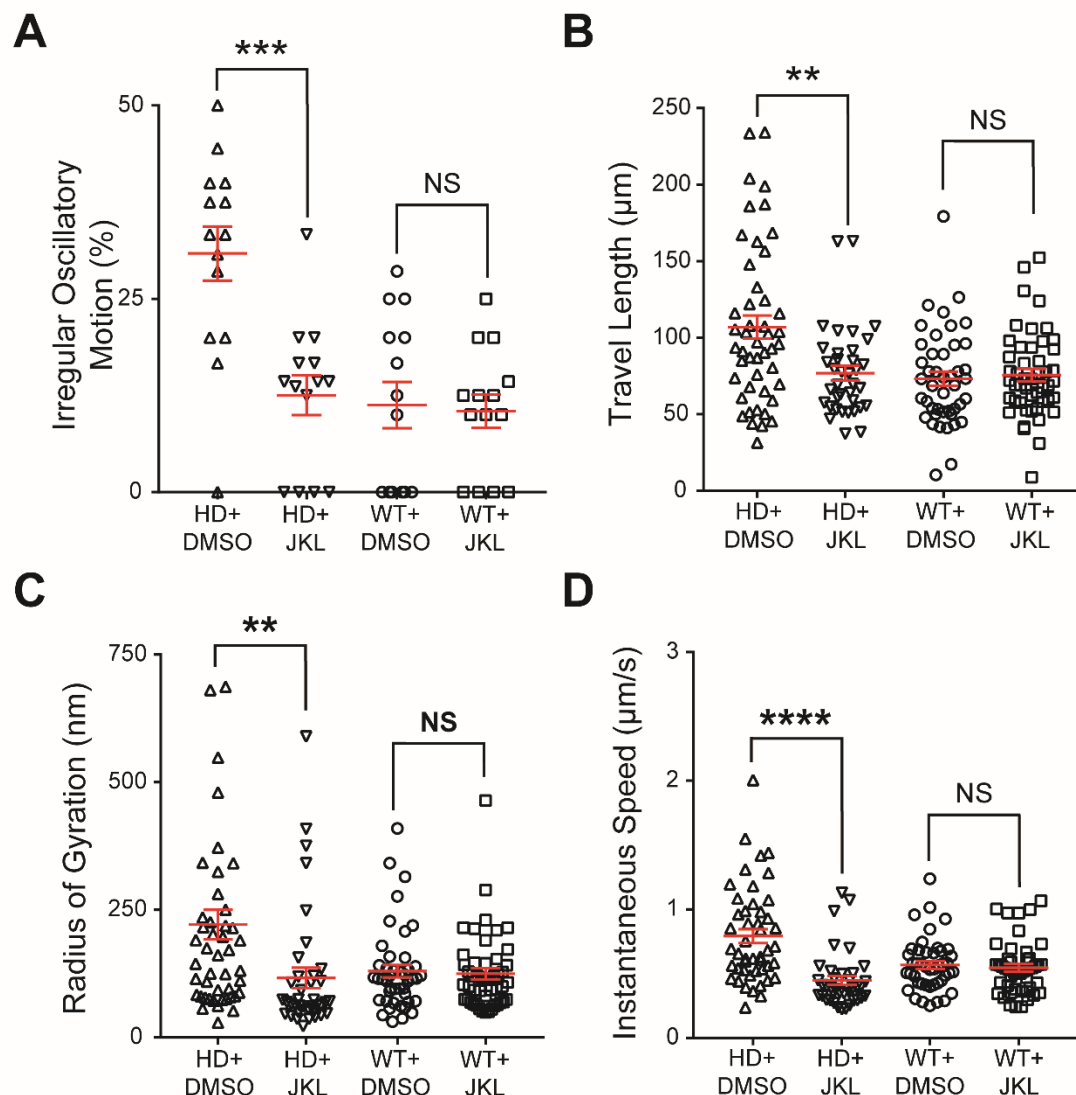 A
***
NS
50
25
0
Irregular Oscillatory
Motion (%)
HD+
DMSO
HD+
JKL
WT+
DMSO
WT+
JKL
B
**
NS
250
200
150
100
50
0
Travel Length (µm)
HD+
DMSO
HD+
JKL
WT+
DMSO
WT+
JKL
C
**
NS
750
500
250
0
Radius of Gyration (nm)
HD+
DMSO
HD+
JKL
WT+
DMSO
WT+
JKL
D
****
NS
3
2
1
0
Instantaneous Speed (µm/s)
HD+
DMSO
HD+
JKL
WT+
DMSO
WT+
JKL